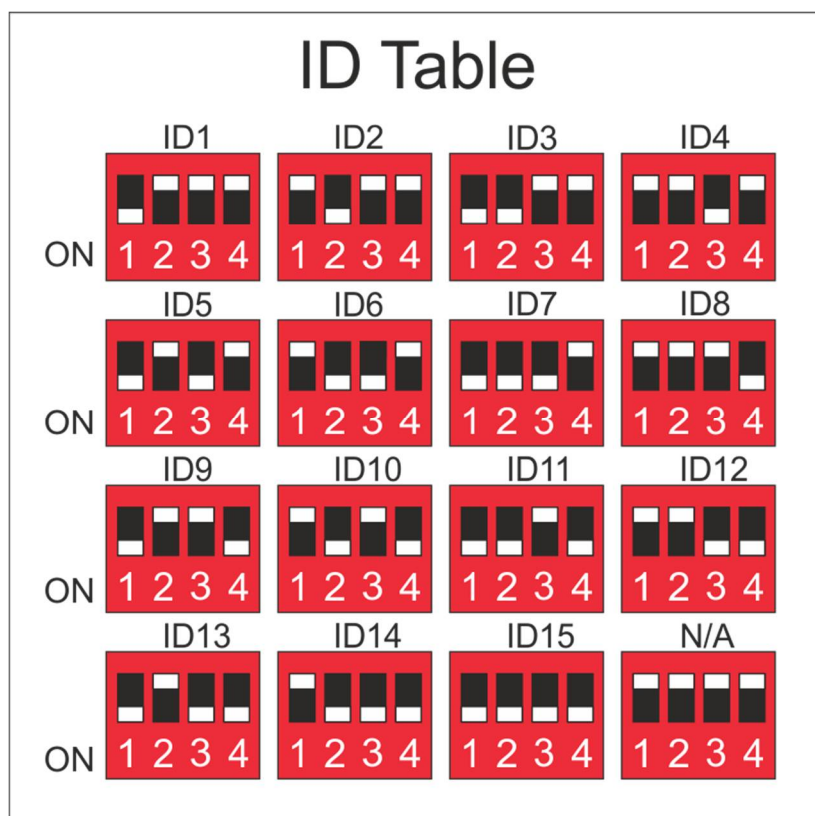 ID Table
ID1 ID2 ID3 ID4
ON 1 2 3 4 1 2 3 4 1 2 3 4 1 2 3 4
ID5 ID6 ID7 ID8
ON 1 2 3 4 1 2 3 4 1 2 3 4 1 2 3 4
ID9 ID10 ID11 ID12
ON 1 2 3 4 1 2 3 4 1 2 3 4 1 2 3 4
ID13 ID14 ID15 N/A
ON 1 2 3 4 1 2 3 4 1 2 3 4 1 2 3 4